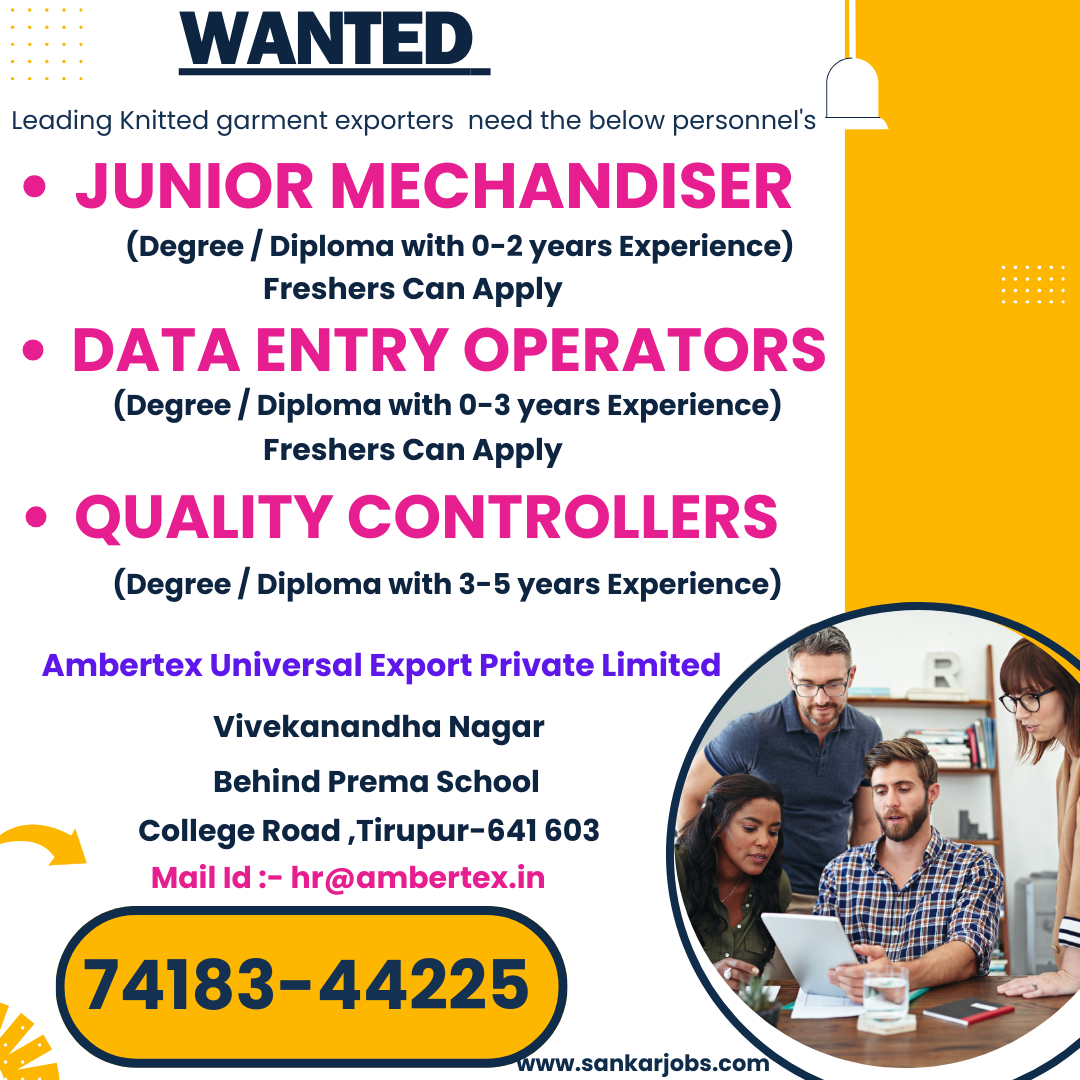 WANTED
Leading Knitted garment exporters need the below personnel's
• JUNIOR MECHANDISER
(Degree / Diploma with 0-2 years Experience)
Freshers Can Apply
• DATA ENTRY OPERATORS
(Degree / Diploma with 0-3 years Experience)
Freshers Can Apply
• QUALITY CONTROLLERS
(Degree / Diploma with 3-5 years Experience)
Ambertex Universal Export Private Limited
Vivekanandha Nagar
Behind Prema School
College Road ,Tirupur-641 603
Mail Id :- hr@ambertex.in
74183-44225
www.sankarjobs.com
R